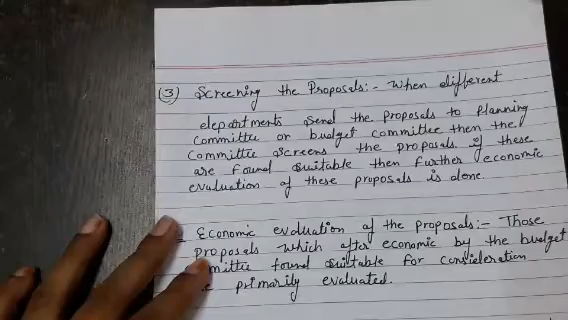 (3) Screening the Proposals:- When different
departments send the proposals to planning
committee or budget committee then the
committee screens the proposals if these
are found suitable then further economic
evaluation of these proposals is done.
Economic evaluation of the proposals:- Those
proposals which after economic by the budget
found suitable for consideration
primarily evaluated.